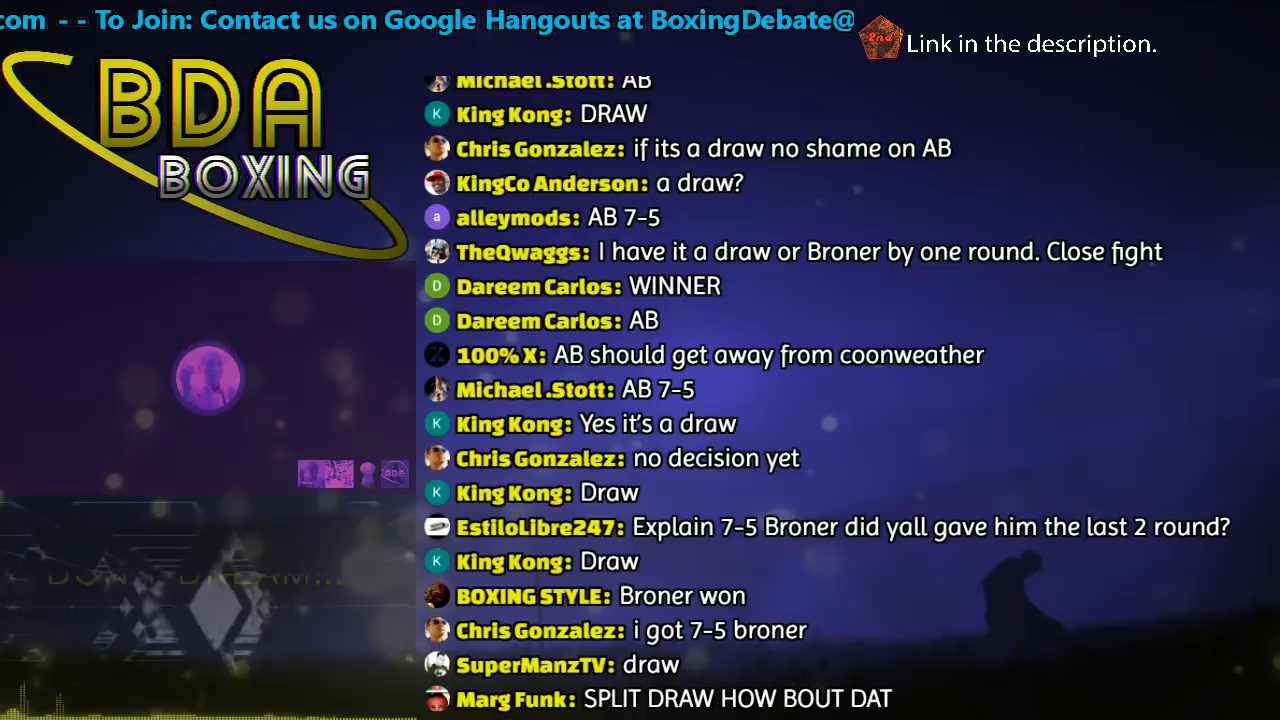 .com - - To Join: Contact us on Google Hangouts at BoxingDebate@
2nd
Link in the description.
BDA
BOXING
Michael .Stott: AB
King Kong: DRAW
Chris Gonzalez: if its a draw no shame on AB
KingCo Anderson: a draw?
a
alleymods: AB 7-5
TheQwaggs: I have it a draw or Broner by one round. Close fight
D
Dareem Carlos: WINNER
D
Dareem Carlos: AB
X
100% X: AB should get away from coonweather
Michael .Stott: AB 7-5
K
King Kong: Yes it's a draw
Chris Gonzalez: no decision yet
K
King Kong: Draw
EstiloLibre247: Explain 7-5 Broner did yall gave him the last 2 round?
K
King Kong: Draw
BOXING STYLE: Broner won
Chris Gonzalez: i got 7-5 broner
SuperManzTV: draw
Marg Funk: SPLIT DRAW HOW BOUT DAT